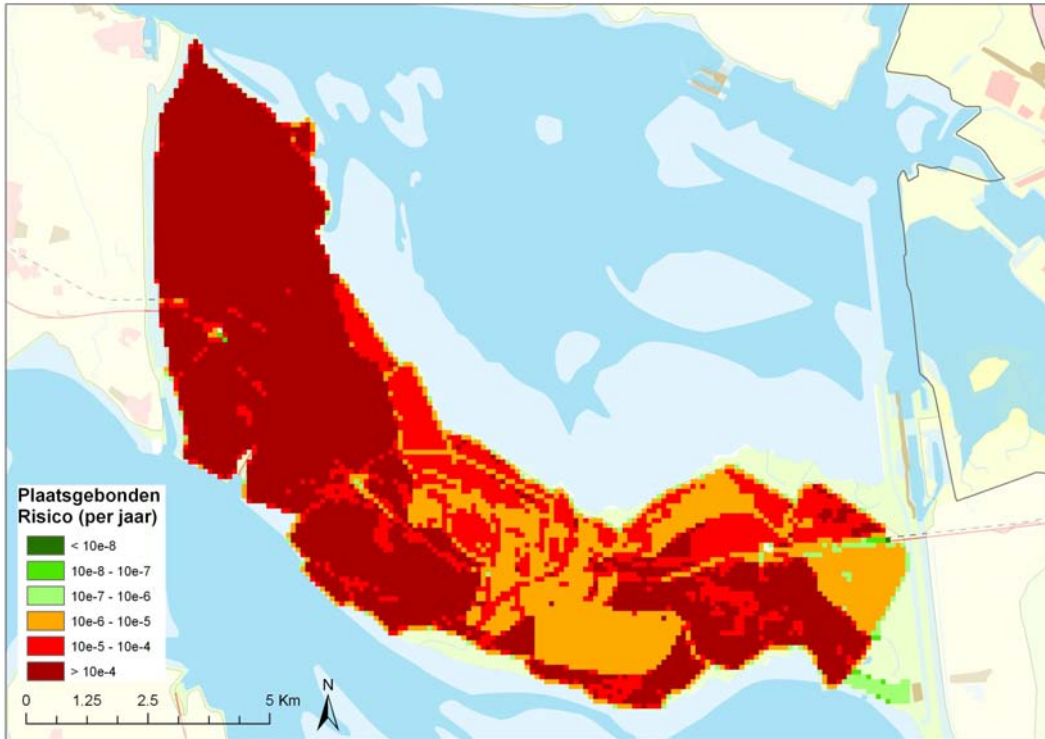 Plaatsgebonden
Risico (per jaar)
< 10e-8
10e-8 - 10e-7
10e-7 - 10e-6
10e-6 - 10e-5
10e-5 - 10e-4
> 10e-4
0 1.25 2.5 5 Km
N